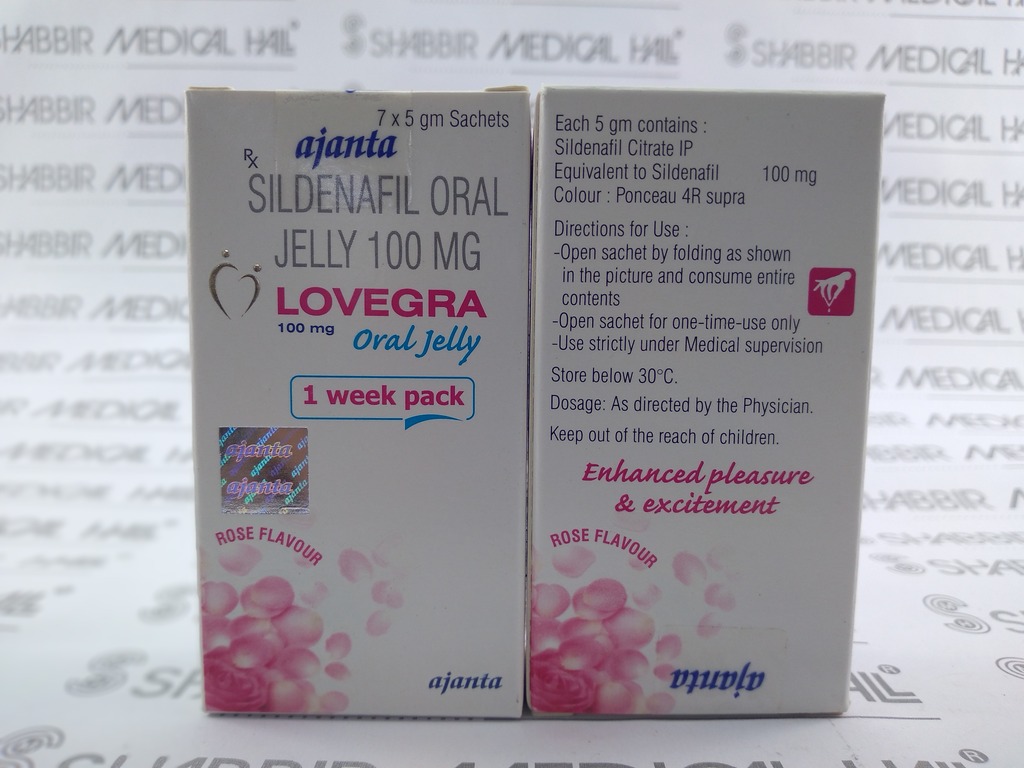 SHABBIR MEDICAL HALL
SHABBIR MEDICAL HALL
7 x 5 gm Sachets
ajanta
Rx
SILDENAFIL ORAL
JELLY 100 MG
LOVEGRA
100 mg
Oral Jelly
1 week pack
ajanta
ajanta
ROSE FLAVOUR
ajanta
Each 5 gm contains :
Sildenafil Citrate IP
Equivalent to Sildenafil 100 mg
Colour : Ponceau 4R supra
Directions for Use :
-Open sachet by folding as shown
in the picture and consume entire
contents
-Open sachet for one-time-use only
-Use strictly under Medical supervision
Store below 30°C.
Dosage: As directed by the Physician.
Keep out of the reach of children.
Enhanced pleasure
& excitement
ROSE FLAVOUR
ajanta